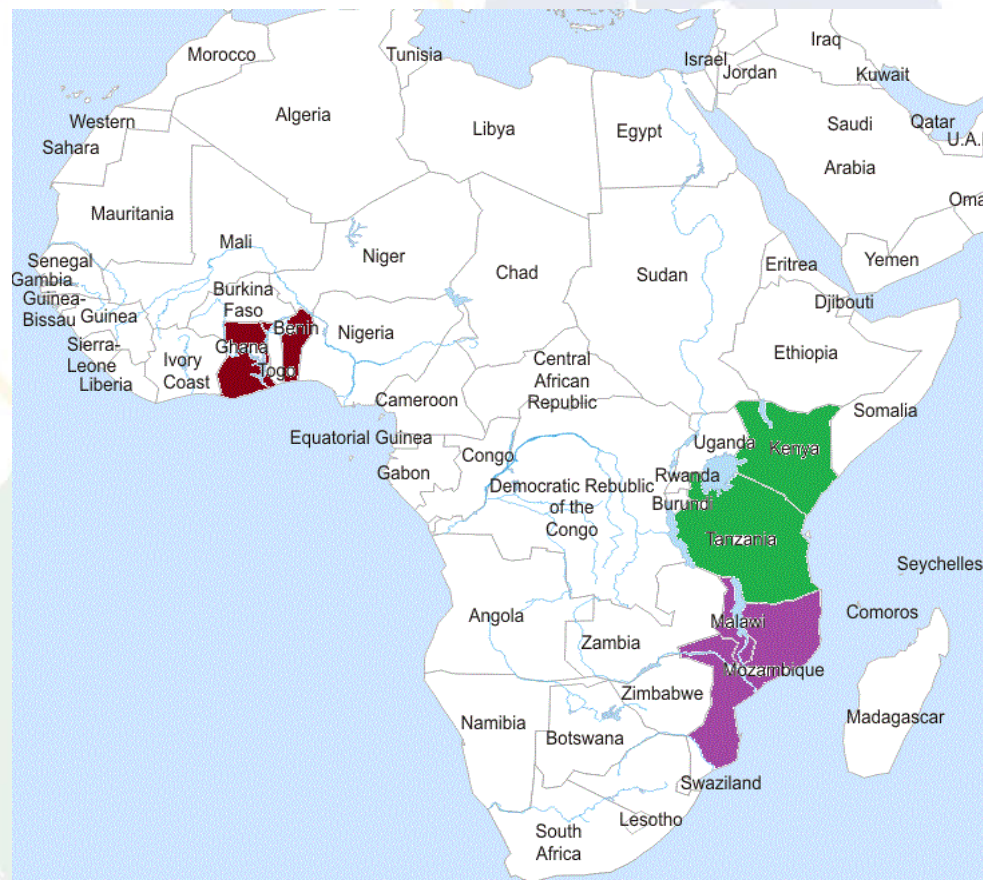 Morocco
Tunisia
Israel
Jordan
Iraq
Kuwait
Algeria
Libya
Egypt
Western
Sahara
Saudi
Arabia
Qatar
U.A.
Oma
Mauritania
Mali
Niger
Chad
Sudan
Eritrea
Yemen
Senegal
Gambia
Guinea-
Bissau
Guinea
Burkina
Faso
Benin
Nigeria
Djibouti
Sierra-
Leone
Liberia
Ivory
Coast
Ghana
Togo
Central
African
Republic
Ethiopia
Cameroon
Somalia
Equatorial Guinea
Gabon
Congo
Uganda
Kenya
Rwanda
Burundi
Democratic Republic
of the
Congo
Tanzania
Seychelles
Comoros
Angola
Zambia
Malawi
Mozambique
Zimbabwe
Namibia
Botswana
Madagascar
Swaziland
Lesotho
South
Africa